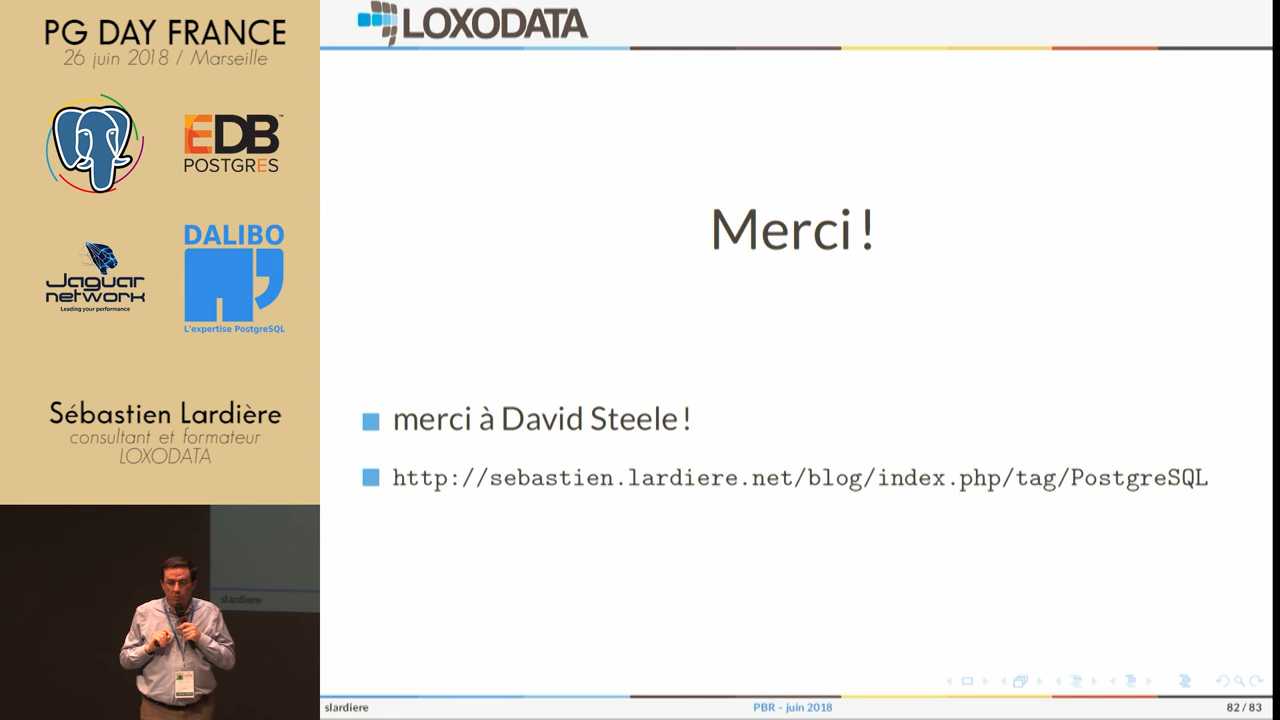 PG DAY FRANCE
26 juin 2018 / Marseille
EDB
POSTGRES
Jaguar
network
Leading your performance
DALIBO
L'expertise PostgreSQL
Sébastien Lardière
consultant et formateur
LOXODATA
slardiere
LOXODATA
Merci !
merci à David Steele !
http://sebastien.lardiere.net/blog/index.php/tag/PostgreSQL
slardiere
PBR – juin 2018
82 / 83